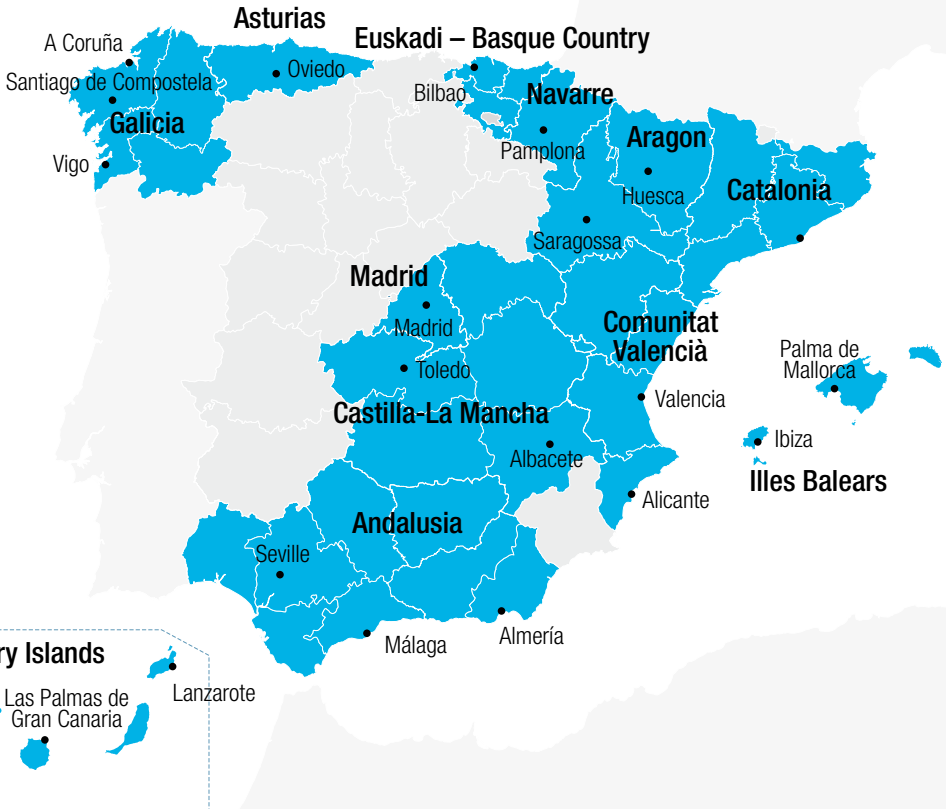 Asturias
A Coruña
Euskadi – Basque Country
Santiago de Compostela
Oviedo
Bilbao
Navarre
Galicia
Aragon
Pamplona
Vigo
Catalonia
Huesca
Saragossa
Madrid
Madrid
Comunitat
Valencià
Palma de
Mallorca
Toledo
Valencia
Castilla-La Mancha
Ibiza
Albacete
Illes Balears
Alicante
Andalusia
Seville
Almería
Málaga
ry Islands
Lanzarote
Las Palmas de
Gran Canaria